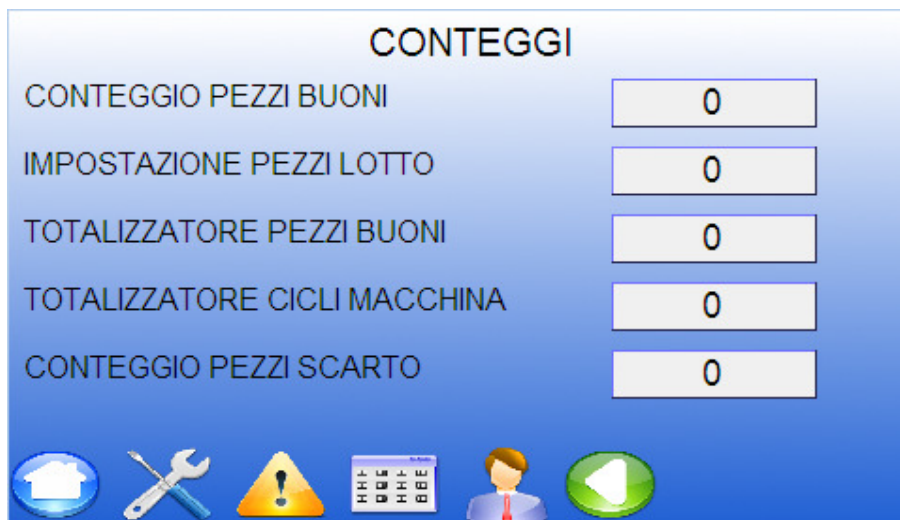 CONTEGGI
CONTEGGIO PEZZI BUONI 0
IMPOSTAZIONE PEZZI LOTTO 0
TOTALIZZATORE PEZZI BUONI 0
TOTALIZZATORE CICLI MACCHINA 0
CONTEGGIO PEZZI SCARTO 0